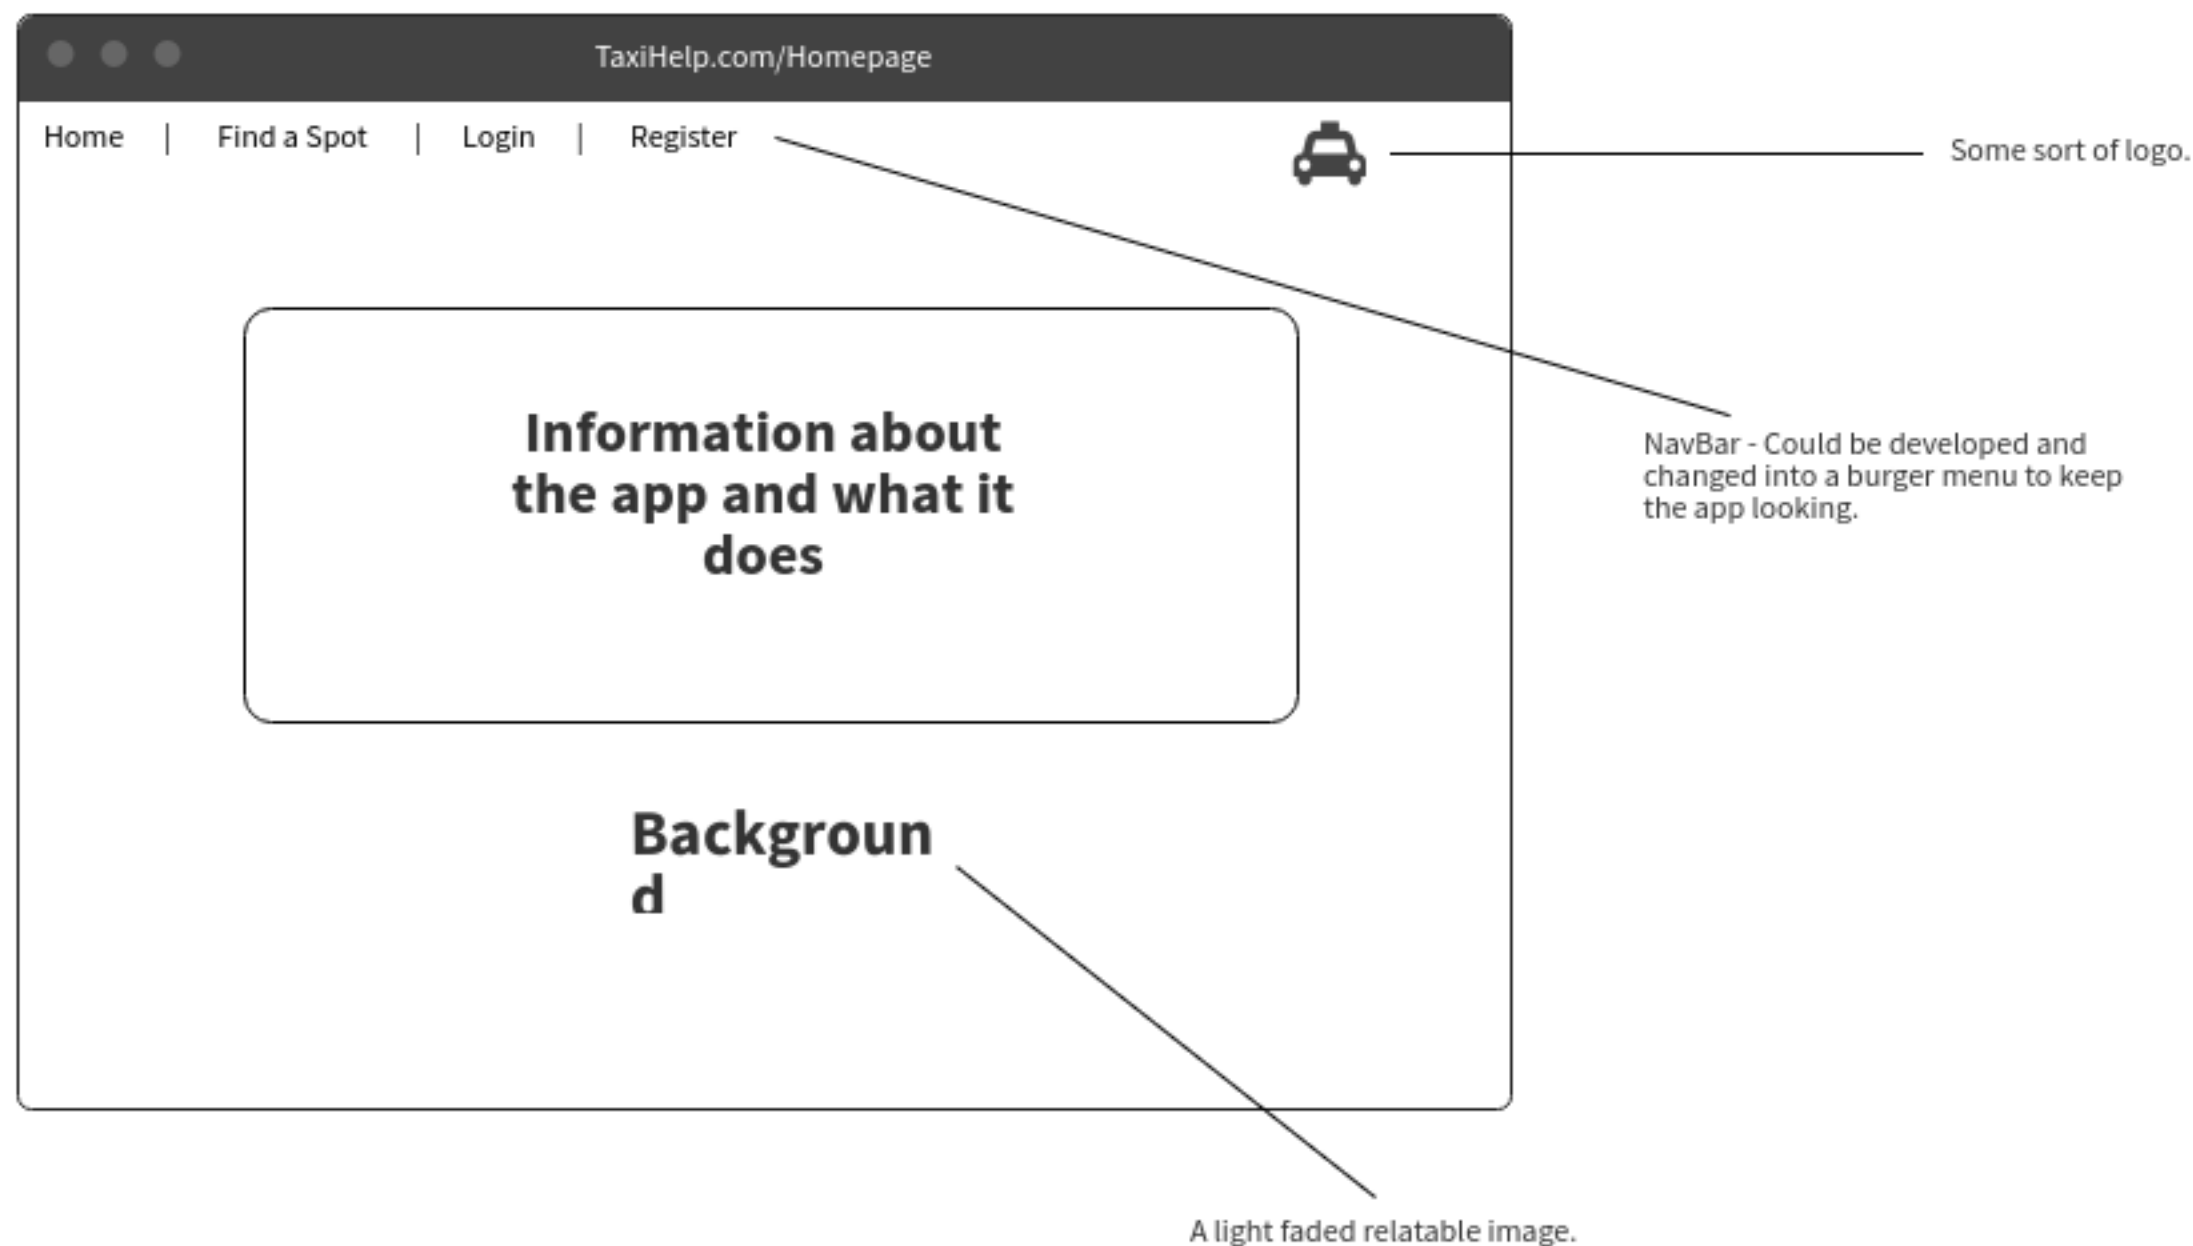 TaxiHelp.com/Homepage
Home | Find a Spot | Login | Register
Some sort of logo.
Information about
the app and what it
does
NavBar - Could be developed and
changed into a burger menu to keep
the app looking.
Backgroun
d
A light faded relatable image.